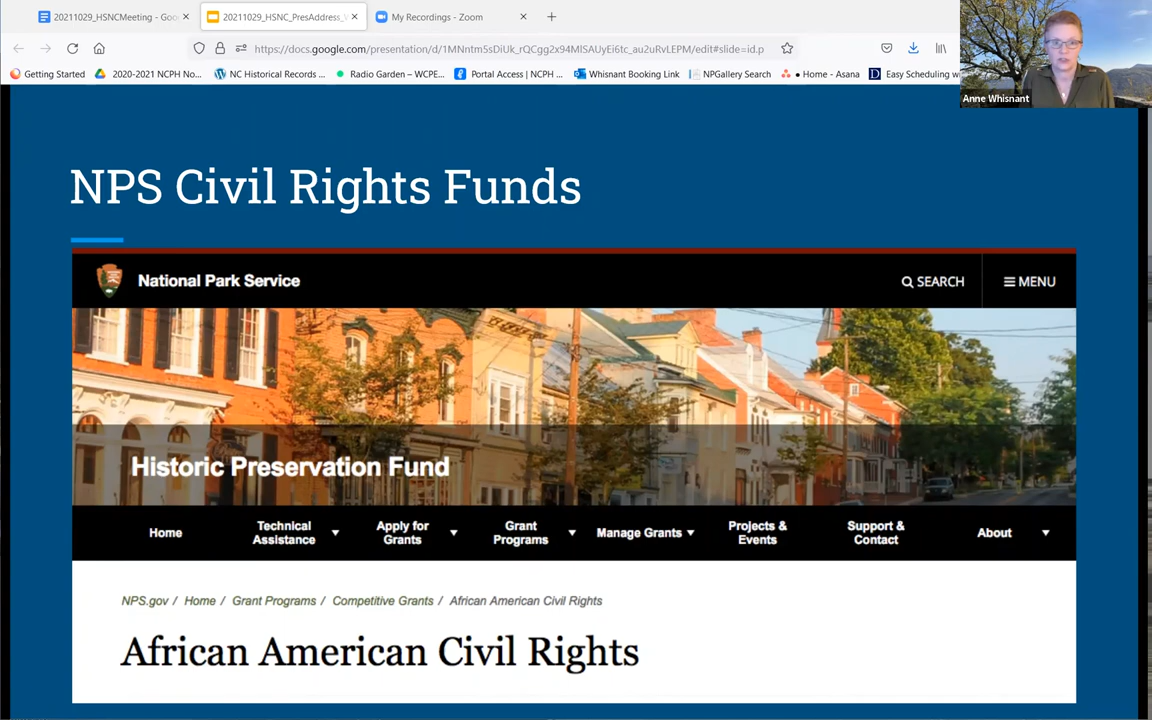 20211029_HSNCMeeting - Goo
20211029_HSNC_PresAddress_
My Recordings - Zoom
https://docs.google.com/presentation/d/1MNntm5sDiUk_rQCgg2x94MlSAUyEi6tc_au2uRvLEPM/edit#slide=id.p
Getting Started
2020-2021 NCPH No...
NC Historical Records ...
Radio Garden – WCPE...
Portal Access | NCPH ...
Whisnant Booking Link
NPGallery Search
● Home - Asana
Easy Scheduling
Anne Whisnant
NPS Civil Rights Funds
National Park Service
SEARCH
MENU
Historic Preservation Fund
Home
Technical
Assistance
Apply for
Grants
Grant
Programs
Manage Grants
Projects &
Events
Support &
Contact
About
NPS.gov / Home / Grant Programs / Competitive Grants / African American Civil Rights
African American Civil Rights